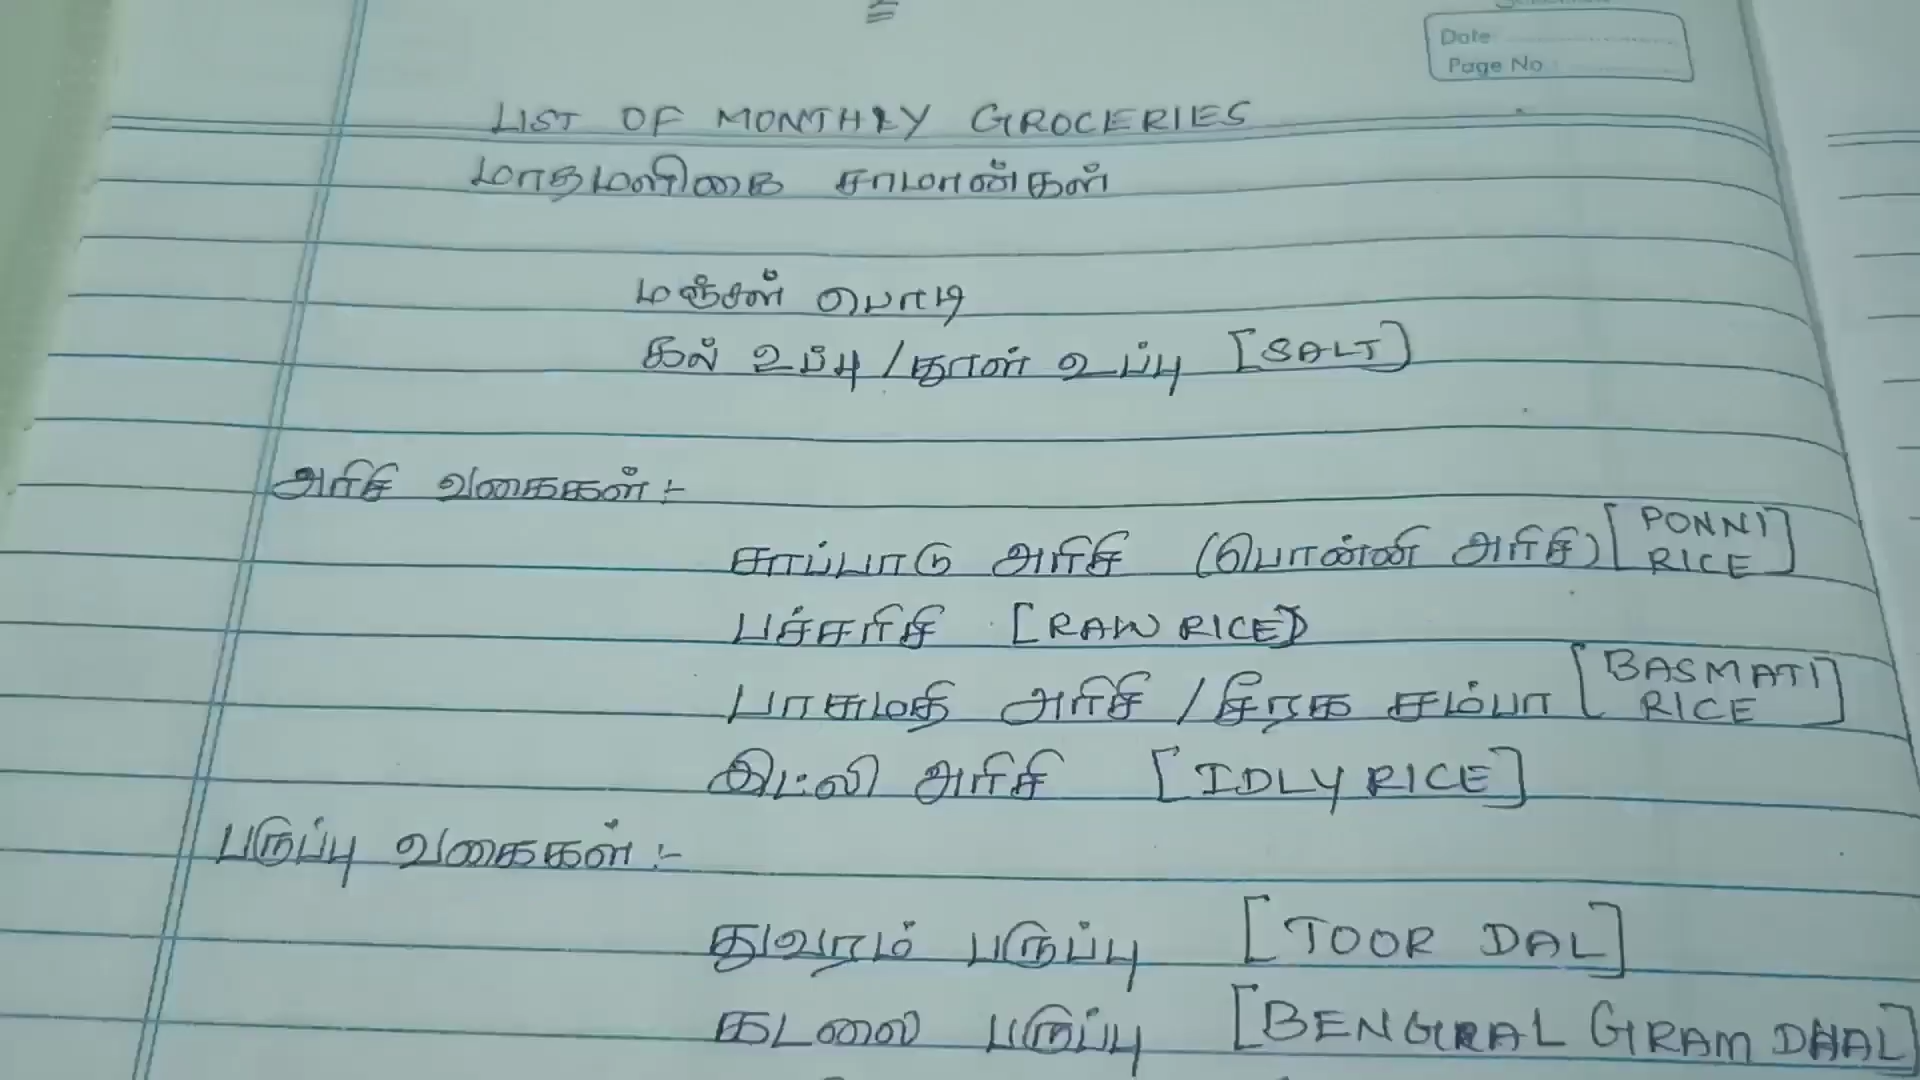 Date
Page No
LIST OF MONTHLY GROCERIES
மாதமளிகை சாமான்கள்
மஞ்சள் பொடி
கல் உப்பு / தூள் உப்பு [SALT]
அரிசி வகைகள் :-
சாப்பாடு அரிசி (பொன்னி அரிசி) [PONNI RICE]
பச்சரிசி [RAW RICE]
பாசுமதி அரிசி / சீரக சம்பா [BASMATI RICE]
இட்லி அரிசி [IDLY RICE]
பருப்பு வகைகள் :-
துவரம் பருப்பு [TOOR DAL]
கடலை பருப்பு [BENGRAL GRAM DHAL]